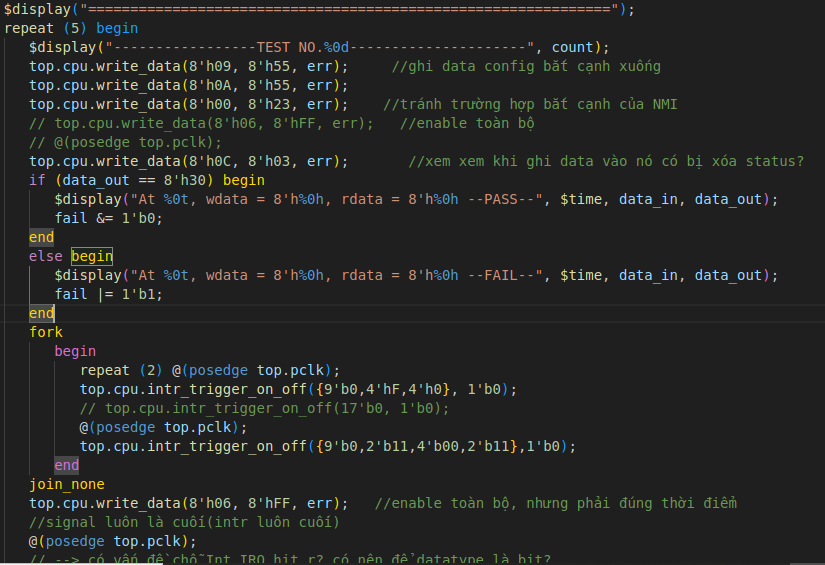 $display("==============================================================");
repeat (5) begin
$display("-----------------TEST NO.%0d---------------------", count);
top.cpu.write_data(8'h09, 8'h55, err);     //ghi data config bắt cạnh xuống
top.cpu.write_data(8'h0A, 8'h55, err);
top.cpu.write_data(8'h00, 8'h23, err);    //tránh trường hợp bắt cạnh của NMI
// top.cpu.write_data(8'h06, 8'hFF, err);   //enable toàn bộ
// @(posedge top.pclk);
top.cpu.write_data(8'h0C, 8'h03, err);       //xem xem khi ghi data vào nó có bị xóa status?
if (data_out == 8'h30) begin
$display("At %0t, wdata = 8'h%0h, rdata = 8'h%0h --PASS--", $time, data_in, data_out);
fail &= 1'b0;
end
else begin
$display("At %0t, wdata = 8'h%0h, rdata = 8'h%0h --FAIL--", $time, data_in, data_out);
fail |= 1'b1;
end
fork
begin
repeat (2) @(posedge top.pclk);
top.cpu.intr_trigger_on_off({9'b0,4'hF,4'h0}, 1'b0);
// top.cpu.intr_trigger_on_off(17'b0, 1'b0);
@(posedge top.pclk);
top.cpu.intr_trigger_on_off({9'b0,2'b11,4'b00,2'b11},1'b0);
end
join_none
top.cpu.write_data(8'h06, 8'hFF, err);   //enable toàn bộ, nhưng phải đúng thời điểm
//signal luôn là cuối(intr luôn cuối)
@(posedge top.pclk);
// --> có vấn đề chỗ Int IRQ bit r? có nên để datatype là bit?